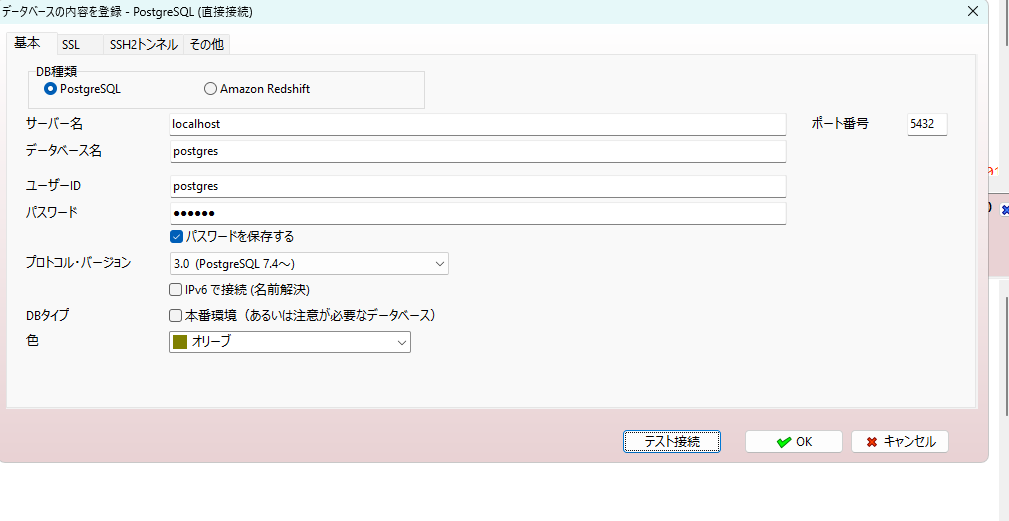 データベースの内容を登録 - PostgreSQL (直接接続)
基本 SSL SSH2トンネル その他
DB種類
PostgreSQL Amazon Redshift
サーバー名 localhost ポート番号 5432
データベース名 postgres
ユーザーID postgres
パスワード ●●●●●●
パスワードを保存する
プロトコル・バージョン 3.0 (PostgreSQL 7.4～)
IPv6 で接続 (名前解決)
DBタイプ 本番環境（あるいは注意が必要なデータベース）
色 オリーブ
テスト接続 OK キャンセル